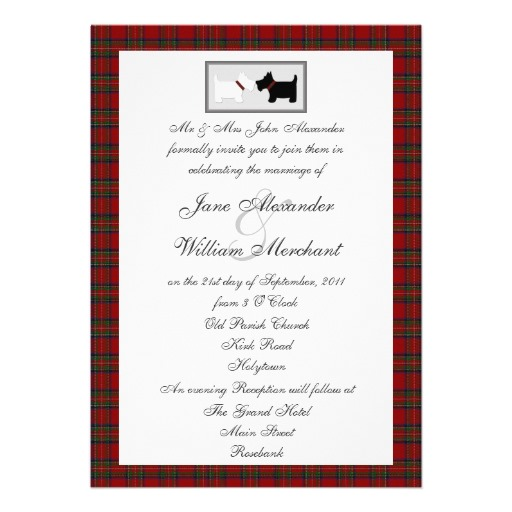 Mr & Mrs John Alexander
formally invite you to join them in
celebrating the marriage of
Jane Alexander
&
William Merchant
on the 21st day of September, 2011
from 3 O'Clock
Old Parish Church
Kirk Road
Holytown
An evening Reception will follow at
The Grand Hotel
Main Street
Rosebank